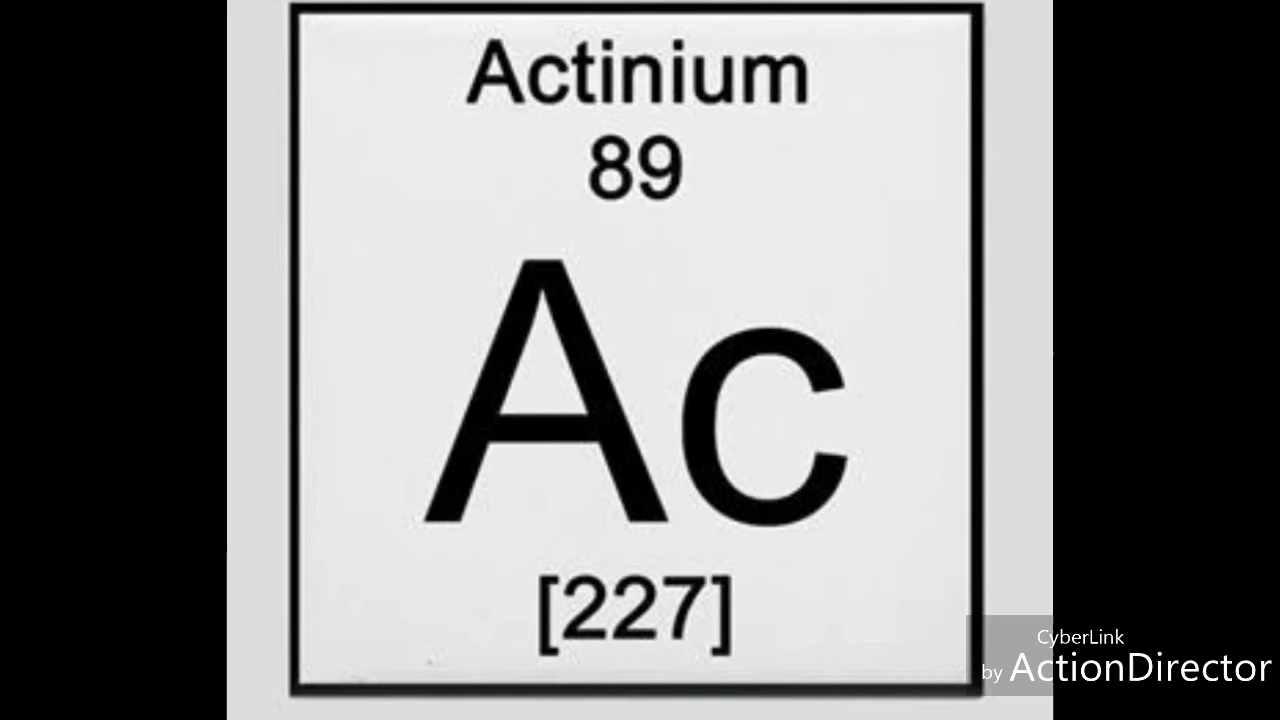 Actinium
89
Ac
[227]
CyberLink
by ActionDirector